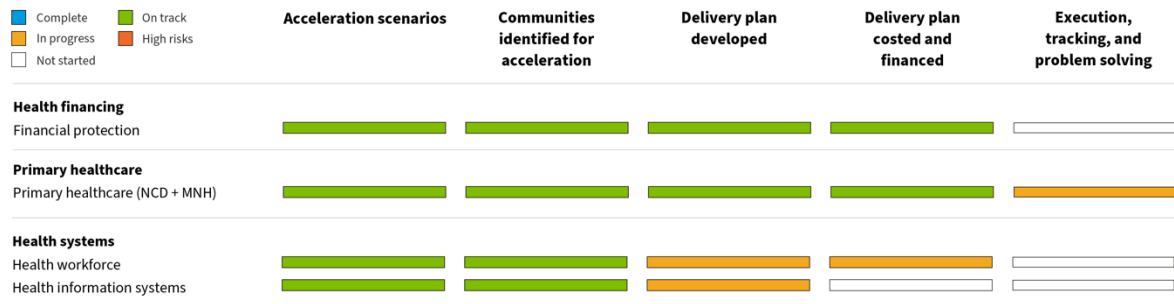 Complete
On track
In progress
High risks
Not started
Acceleration scenarios
Communities
identified for
acceleration
Delivery plan
developed
Delivery plan
costed and
financed
Execution,
tracking, and
problem solving
Health financing
Financial protection
Primary healthcare
Primary healthcare (NCD + MNH)
Health systems
Health workforce
Health information systems